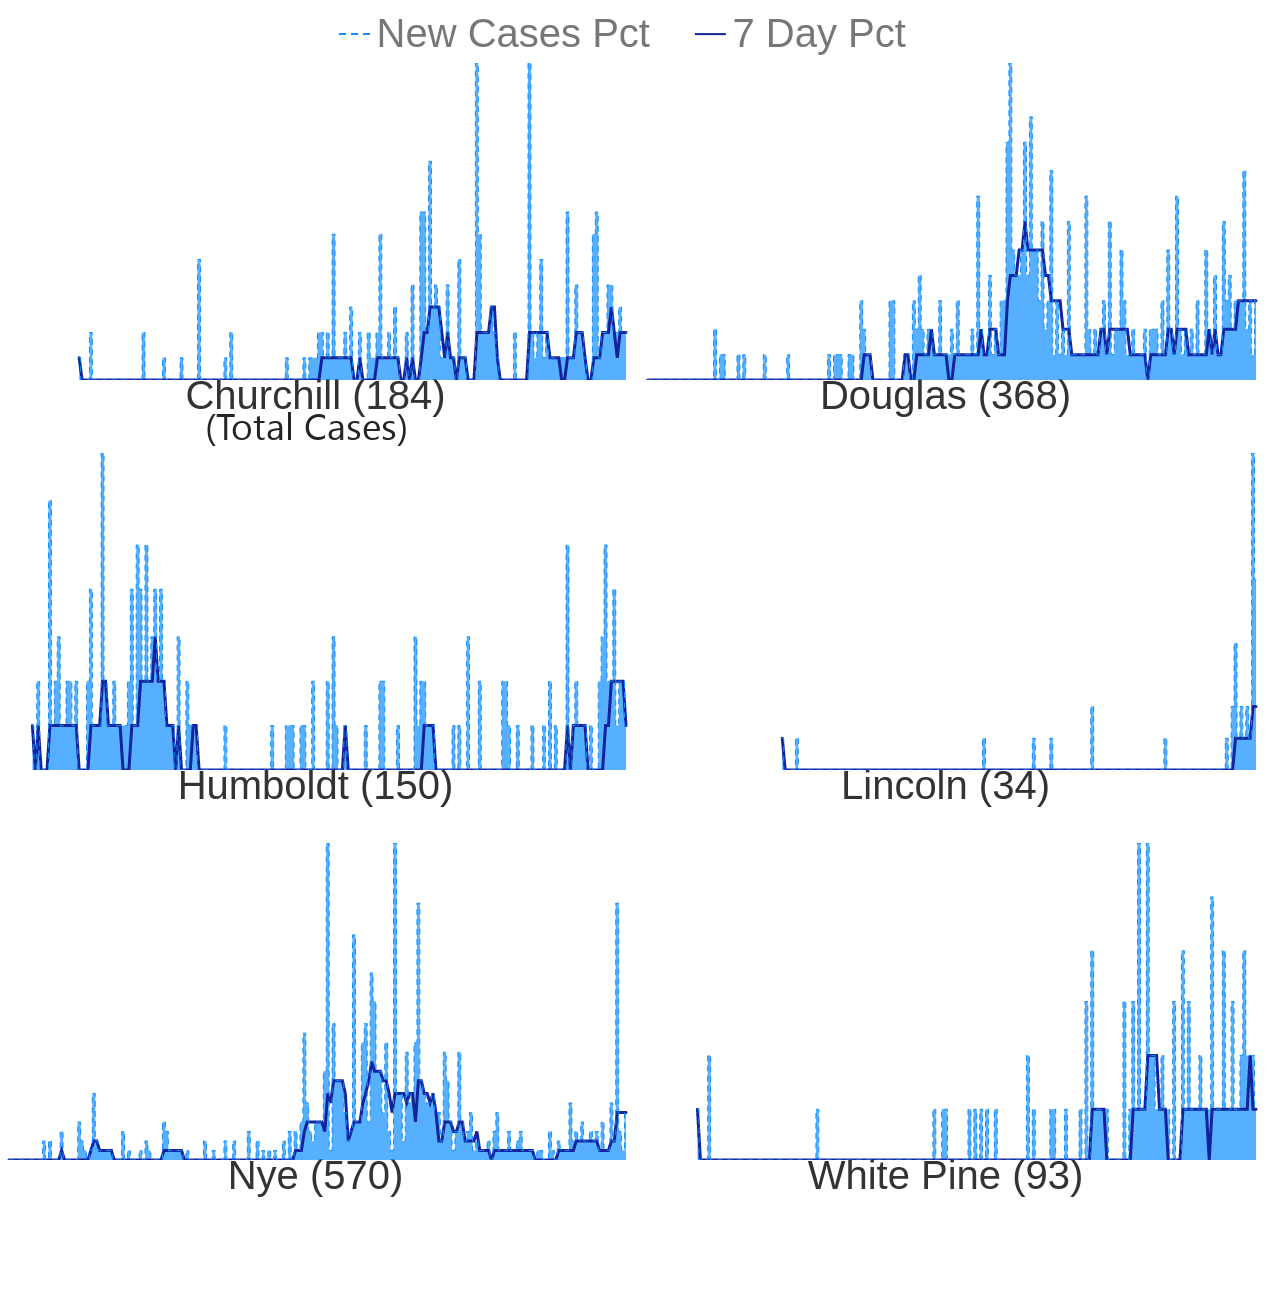 New Cases Pct 7 Day Pct
Churchill (184) Douglas (368)
(Total Cases)
Humboldt (150) Lincoln (34)
Nye (570) White Pine (93)